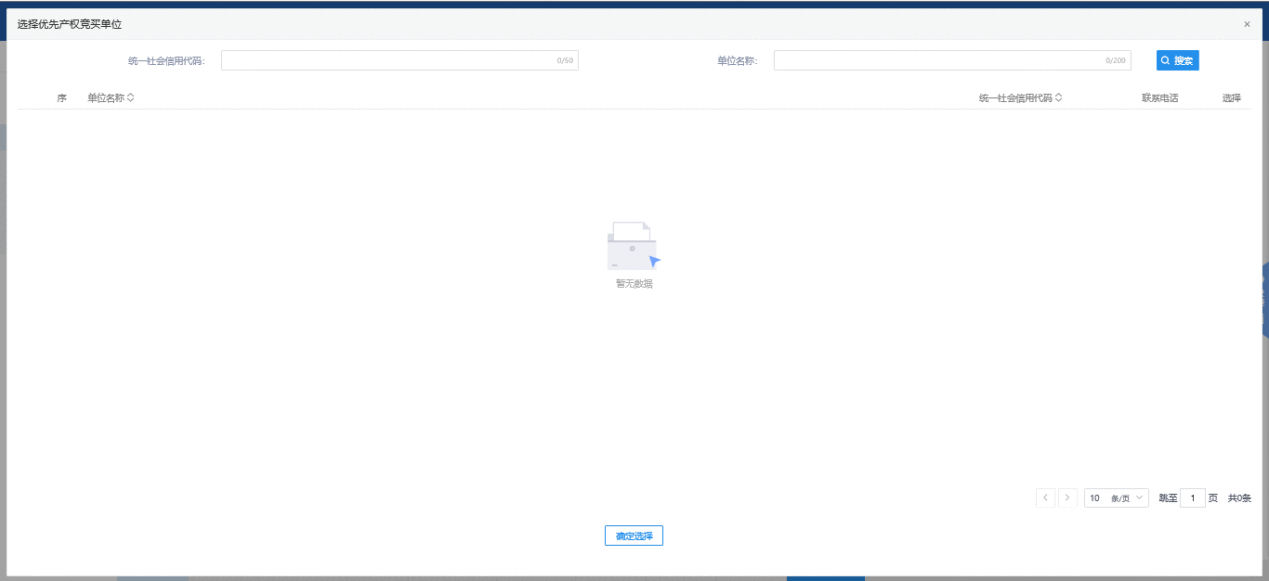 选择优先产权竞买单位 ×
统一社会信用代码: 0/50 单位名称: 0/200 搜索
序 单位名称 统一社会信用代码 联系电话 选择
暂无数据
10 条/页 跳至 1 页 共0条
确定选择